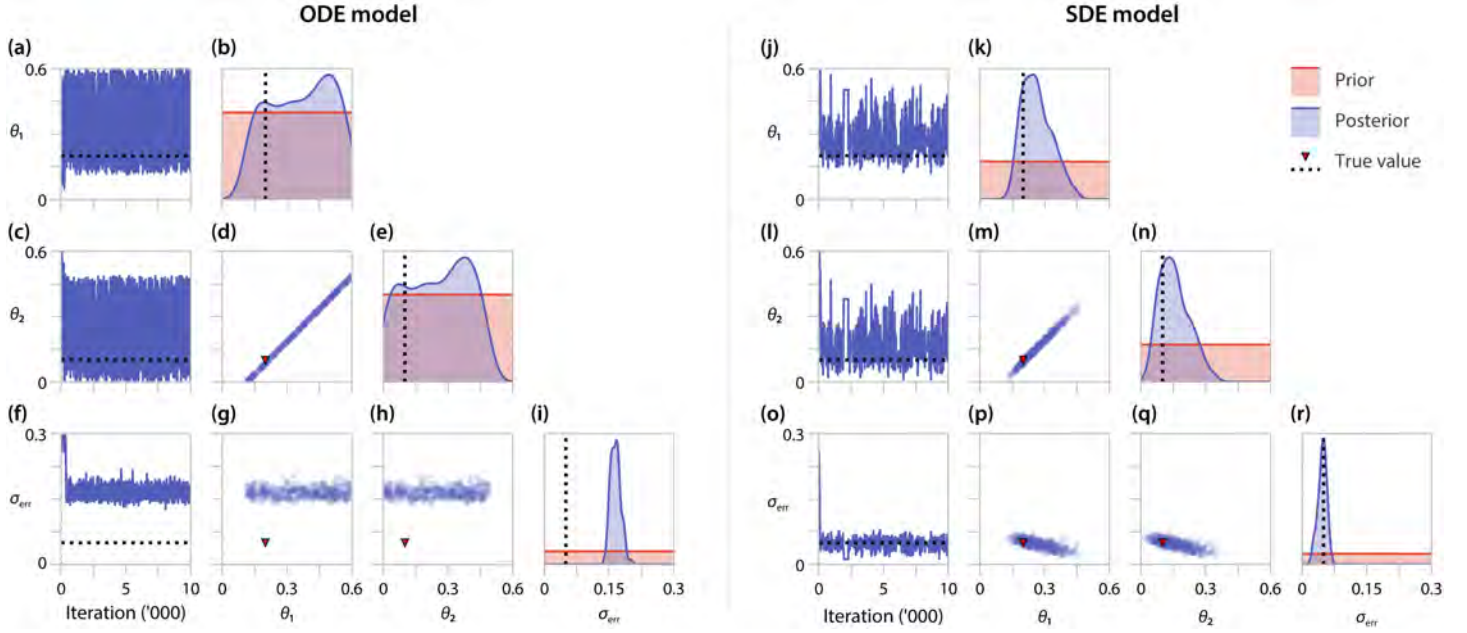 ODE model
SDE model
(a)
(b)
(j)
(k)
0.6
θ1
0
0.6
θ1
0
Prior
Posterior
True value
(c)
(d)
(e)
(l)
(m)
(n)
0.6
θ2
0
0.6
θ2
0
(f)
(g)
(h)
(i)
(o)
(p)
(q)
(r)
0.3
σerr
0
0.3
σerr
0
0 5 10
0 0.3 0.6
0 0.3 0.6
0 0.15 0.3
0 5 10
0 0.3 0.6
0 0.3 0.6
0 0.15 0.3
Iteration ('000)
θ1
θ2
σerr
Iteration ('000)
θ1
θ2
σerr